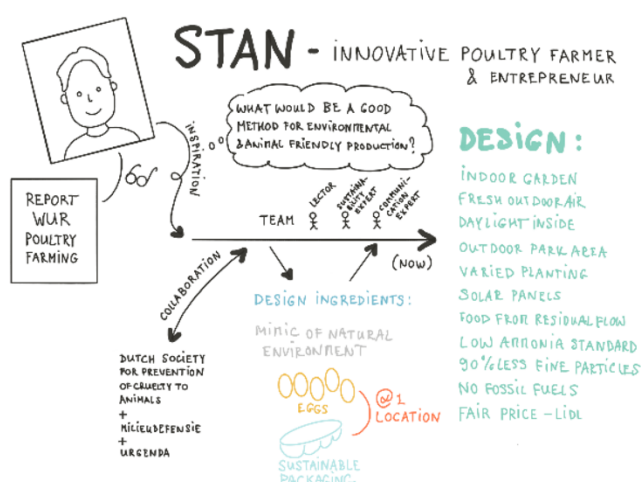 STAN - INNOVATIVE POULTRY FARMER
& ENTREPRENEUR
WHAT WOULD BE A GOOD
METHOD FOR ENVIRONMENTAL
& ANIMAL FRIENDLY PRODUCTION?
INSPIRATION
REPORT
WUR
POULTRY
FARMING
TEAM
LECTOR
SUSTAINA-
BILITY
EXPERT
COMMUNI-
CATION
EXPERT
(NOW)
COLLABORATION
DUTCH SOCIETY
FOR PREVENTION
OF CRUELTY TO
ANIMALS
+
MILIEUDEFENSIE
+
URGENDA
DESIGN INGREDIENTS:
MIMIC OF NATURAL
ENVIRONMENT
EGGS
@ 1
LOCATION
SUSTAINABLE
PACKAGING
DESIGN:
INDOOR GARDEN
FRESH OUTDOOR AIR
DAYLIGHT INSIDE
OUTDOOR PARK AREA
VARIED PLANTING
SOLAR PANELS
FOOD FROM RESIDUAL FLOW
LOW AMMONIA STANDARD
90% LESS FINE PARTICLES
NO FOSSIL FUELS
FAIR PRICE - LIDL